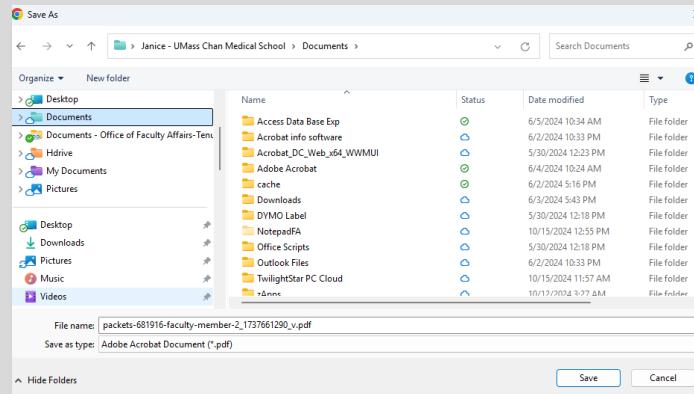 Save As
Janice - UMass Chan Medical School > Documents >
Search Documents
Organize
New folder
Name Status Date modified Type
Desktop
Documents
Documents - Office of Faculty Affairs-Tenu
Hdrive
My Documents
Pictures
Desktop
Downloads
Pictures
Music
Videos
Access Data Base Exp 6/5/2024 10:34 AM File folder
Acrobat info software 6/2/2024 10:33 PM File folder
Acrobat_DC_Web_x64_WWMUI 5/30/2024 12:23 PM File folder
Adobe Acrobat 6/4/2024 10:24 AM File folder
cache 6/2/2024 5:16 PM File folder
Downloads 6/3/2024 5:43 PM File folder
DYMO Label 5/30/2024 12:18 PM File folder
NotepadFA 10/15/2024 12:55 PM File folder
Office Scripts 5/30/2024 12:18 PM File folder
Outlook Files 6/2/2024 10:33 PM File folder
TwilightStar PC Cloud 10/15/2024 11:57 AM File folder
zApps 10/12/2024 3:27 AM File folder
File name: packets-681916-faculty-member-2_1737661290_v.pdf
Save as type: Adobe Acrobat Document (*.pdf)
Hide Folders
Save
Cancel